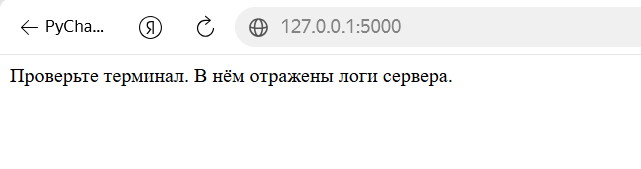 PyCha... Я 127.0.0.1:5000
Проверьте терминал. В нём отражены логи сервера.